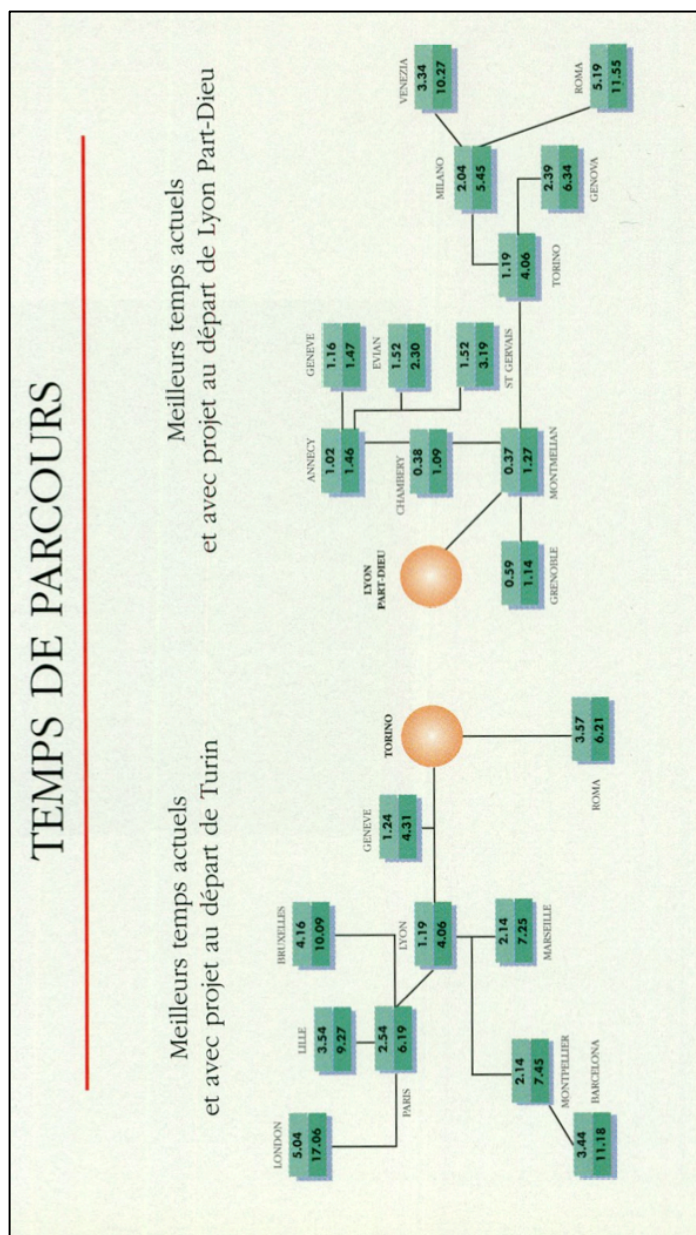 TEMPS DE PARCOURS
Meilleurs temps actuels
et avec projet au départ de Turin
LONDON
5.04
17.06
LILLE
3.54
9.27
BRUXELLES
4.16
10.09
PARIS
2.54
6.19
LYON
1.19
4.06
GENEVE
1.24
4.31
TORINO
MONTPELLIER
2.14
7.45
BARCELONA
3.44
11.18
MARSEILLE
2.14
7.25
ROMA
3.57
6.21
Meilleurs temps actuels
et avec projet au départ de Lyon Part-Dieu
LYON
PART-DIEU
ANNECY
1.02
1.46
GENEVE
1.16
1.47
EVIAN
1.52
2.30
CHAMBERY
0.38
1.09
ST GERVAIS
1.52
3.19
GRENOBLE
0.59
1.14
MONTMELIAN
0.37
1.27
TORINO
1.19
4.06
MILANO
2.04
5.45
VENEZIA
3.34
10.27
GENOVA
2.39
6.34
ROMA
5.19
11.55